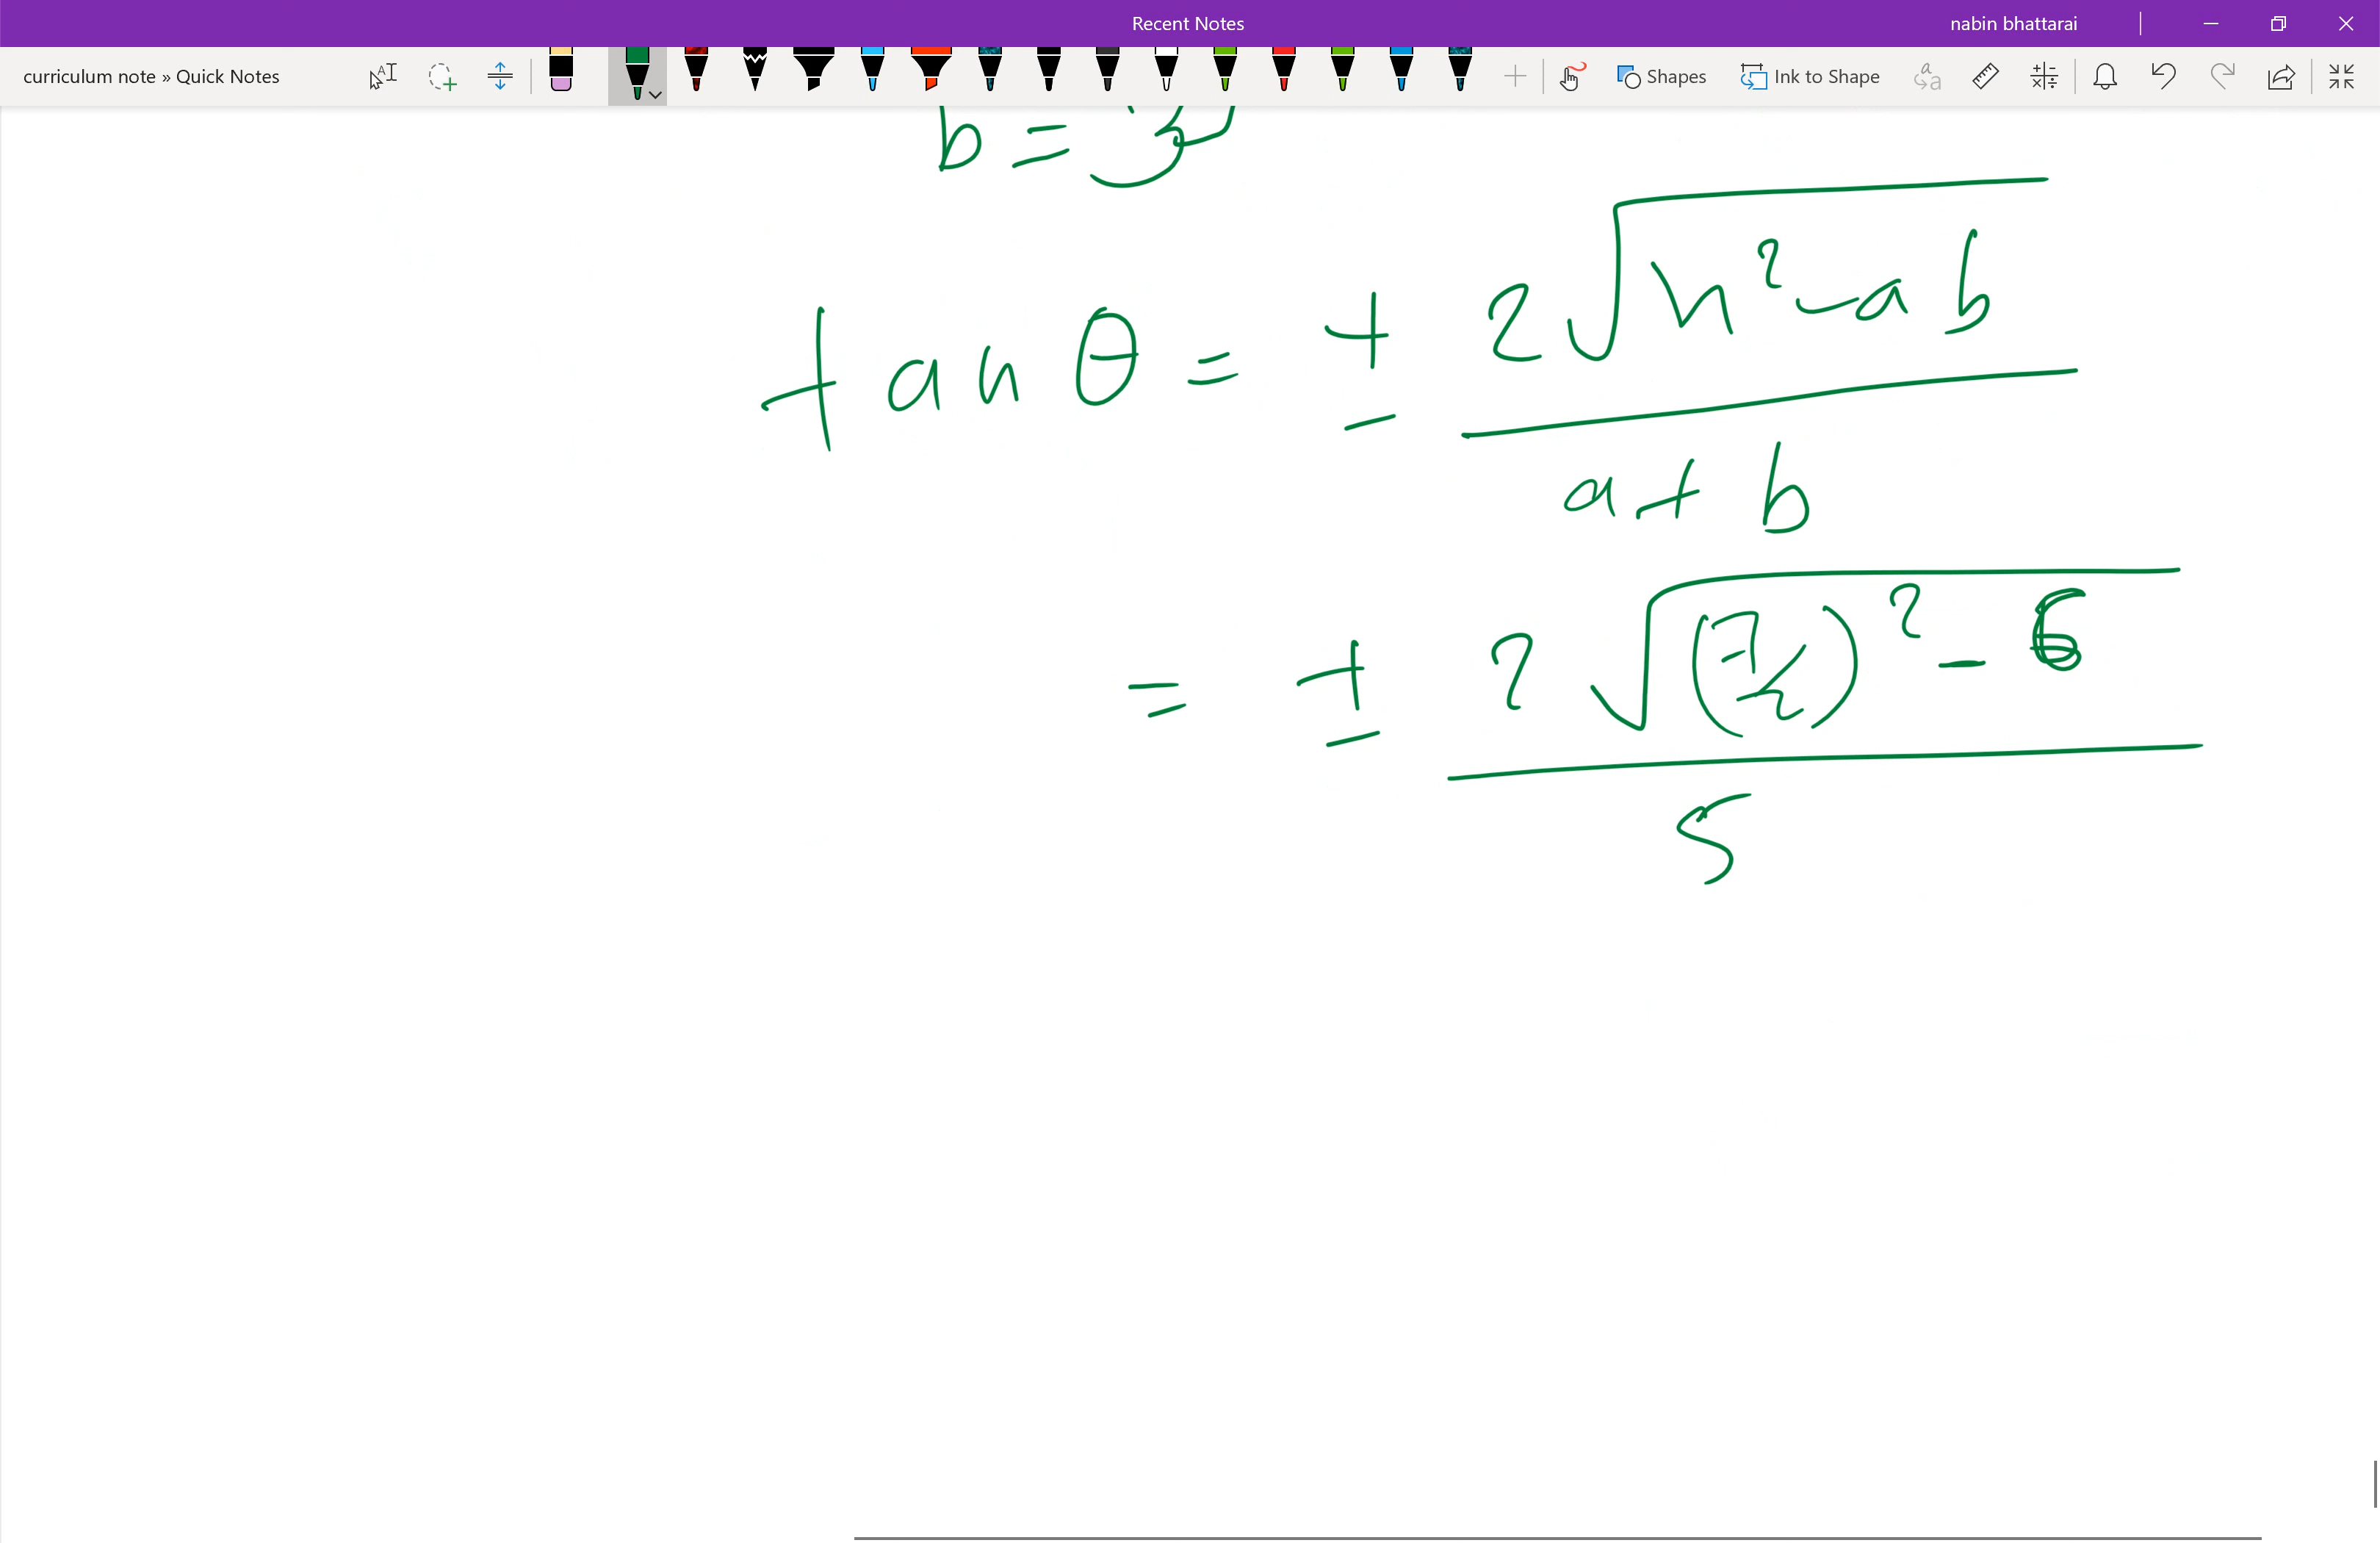 Recent Notes nabin bhattarai
curriculum note » Quick Notes Shapes Ink to Shape
b = 3
tan θ = ± 2√(h² - ab)
a + b
= ± 2 √(7/2)² - 6
5